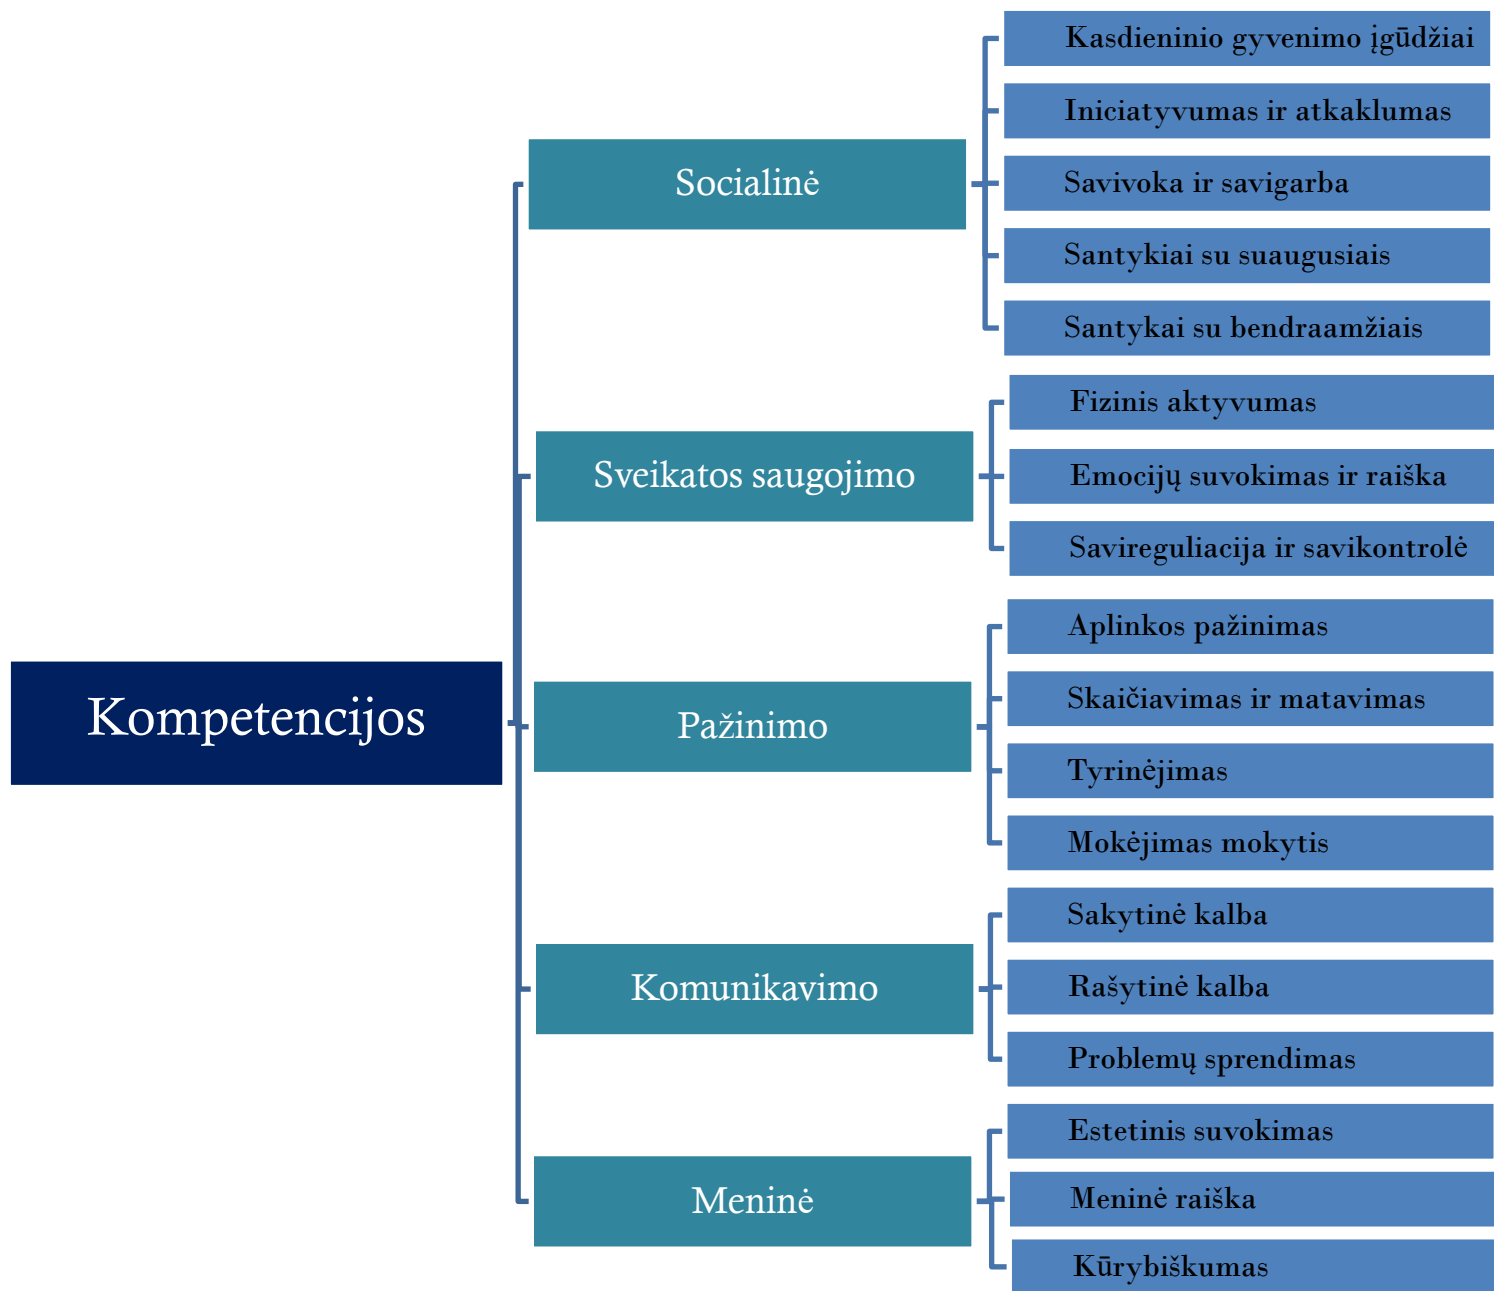 Kompetencijos
Socialinė
Kasdieninio gyvenimo įgūdžiai
Iniciatyvumas ir atkaklumas
Savivoka ir savigarba
Santykiai su suaugusiais
Santykai su bendraamžiais
Sveikatos saugojimo
Fizinis aktyvumas
Emocijų suvokimas ir raiška
Savireguliacija ir savikontrolė
Pažinimo
Aplinkos pažinimas
Skaičiavimas ir matavimas
Tyrinėjimas
Mokėjimas mokytis
Komunikavimo
Sakytinė kalba
Rašytinė kalba
Problemų sprendimas
Meninė
Estetinis suvokimas
Meninė raiška
Kūrybiškumas